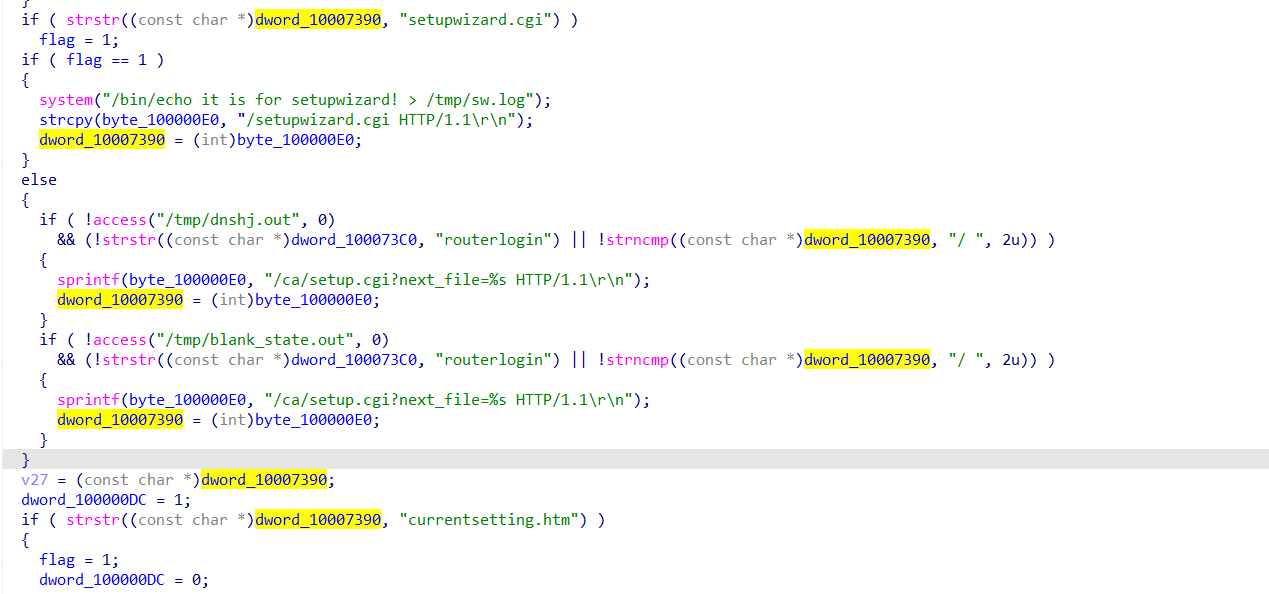 }
if ( strstr((const char *)dword_10007390, "setupwizard.cgi") )
flag = 1;
if ( flag == 1 )
{
system("/bin/echo it is for setupwizard! > /tmp/sw.log");
strcpy(byte_100000E0, "/setupwizard.cgi HTTP/1.1\r\n");
dword_10007390 = (int)byte_100000E0;
}
else
{
if ( !access("/tmp/dnshj.out", 0)
&& (!strstr((const char *)dword_100073C0, "routerlogin") || !strncmp((const char *)dword_10007390, "/ ", 2u)) )
{
sprintf(byte_100000E0, "/ca/setup.cgi?next_file=%s HTTP/1.1\r\n");
dword_10007390 = (int)byte_100000E0;
}
if ( !access("/tmp/blank_state.out", 0)
&& (!strstr((const char *)dword_100073C0, "routerlogin") || !strncmp((const char *)dword_10007390, "/ ", 2u)) )
{
sprintf(byte_100000E0, "/ca/setup.cgi?next_file=%s HTTP/1.1\r\n");
dword_10007390 = (int)byte_100000E0;
}
}
v27 = (const char *)dword_10007390;
dword_100000DC = 1;
if ( strstr((const char *)dword_10007390, "currentsetting.htm") )
{
flag = 1;
dword_100000DC = 0;